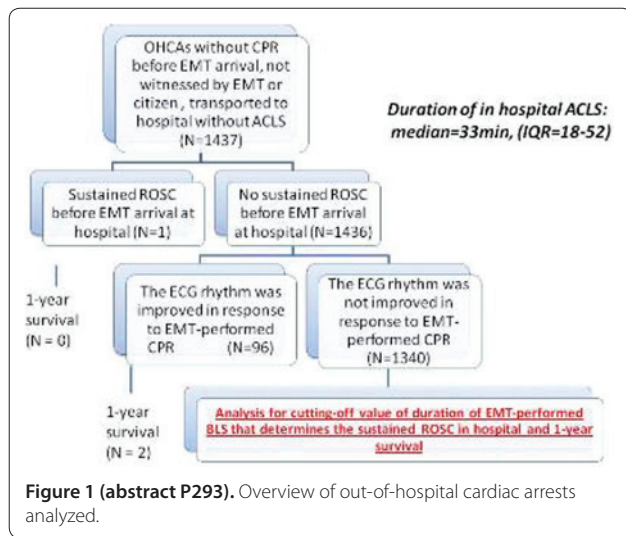 OHCAs without CPR
before EMT arrival, not
witnessed by EMT or
citizen , transported to
hospital without ACLS
(N=1437)
Duration of in hospital ACLS:
median=33min, (IQR=18-52)
Sustained ROSC
before EMT arrival at
hospital (N=1)
No sustained ROSC
before EMT arrival
at hospital (N=1436)
1-year
survival
(N = 0)
The ECG rhythm was
improved in response
to EMT-performed
CPR (N=96)
The ECG rhythm was
not improved in
response to EMT-
performed CPR
(N=1340)
1-year
survival
(N = 2)
Analysis for cutting-off value of duration of EMT-performed
BLS that determines the sustained ROSC in hospital and 1-year
survival
Figure 1 (abstract P293). Overview of out-of-hospital cardiac arrests
analyzed.